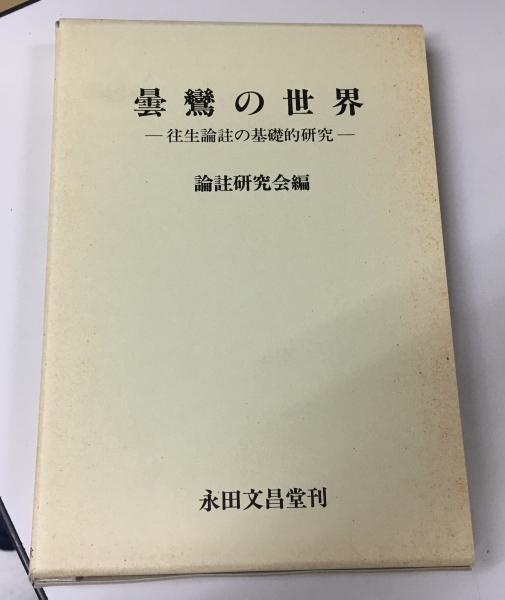 曇鸞の世界
―往生論註の基礎的研究―
論註研究会編
永田文昌堂刊